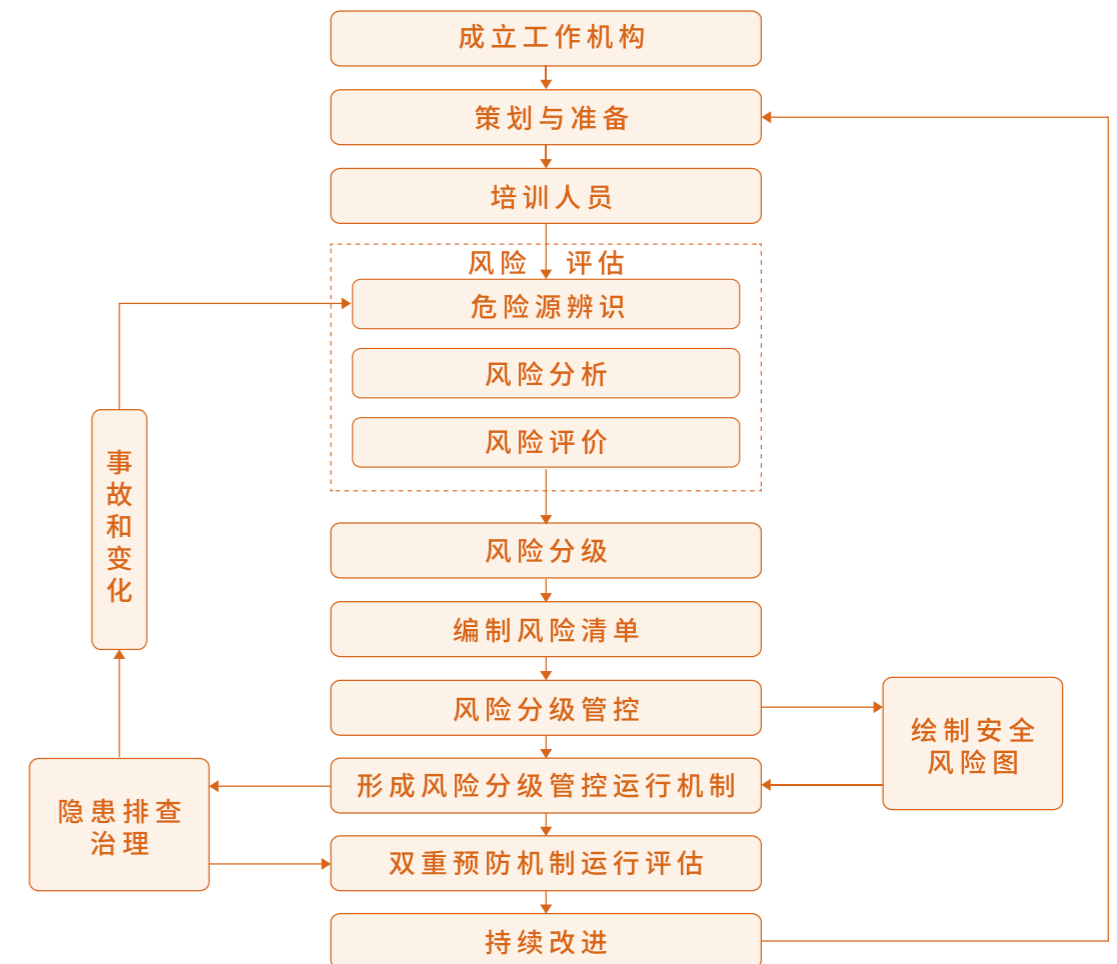 成立工作机构
策划与准备
培训人员
风险 评估
危险源辨识
风险分析
风险评价
事故和变化
风险分级
编制风险清单
风险分级管控
绘制安全
风险图
形成风险分级管控运行机制
隐患排查
治理
双重预防机制运行评估
持续改进